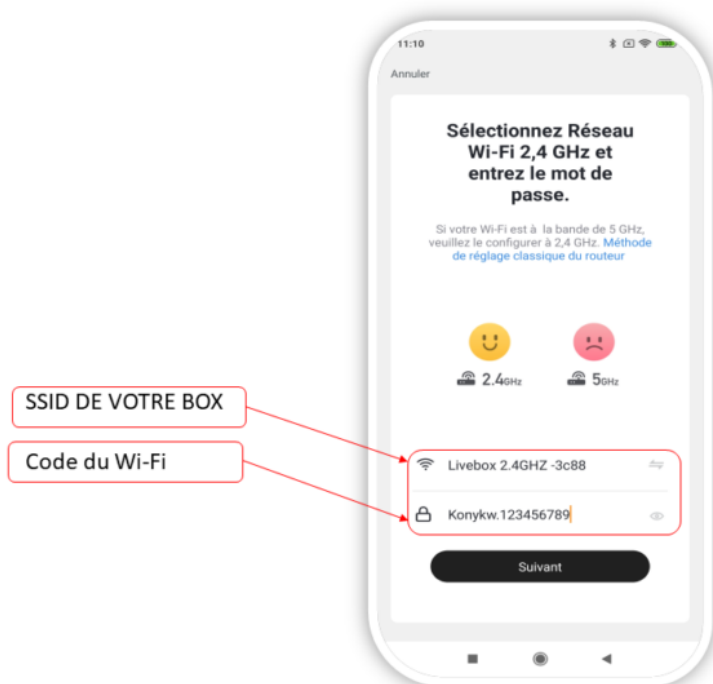 11:10
100
Annuler
Sélectionnez Réseau
Wi-Fi 2,4 GHz et
entrez le mot de
passe.
Si votre Wi-Fi est à la bande de 5 GHz,
veuillez le configurer à 2,4 GHz. Méthode
de réglage classique du routeur
2.4GHz
5GHz
SSID DE VOTRE BOX
Livebox 2.4GHZ -3c88
Code du Wi-Fi
Konykw.123456789
Suivant